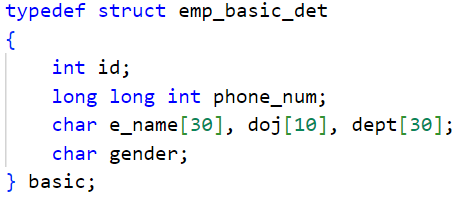 typedef struct emp_basic_det
{
    int id;
    long long int phone_num;
    char e_name[30], doj[10], dept[30];
    char gender;
} basic;